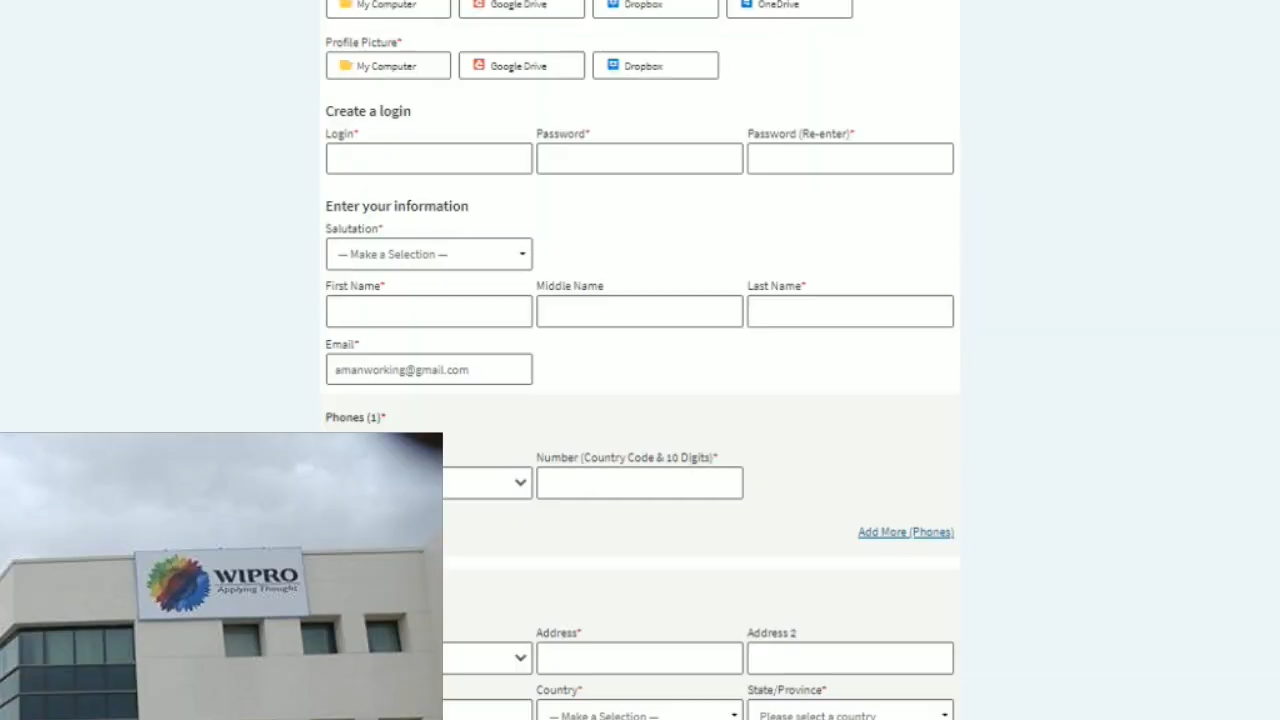 My Computer Google Drive Dropbox OneDrive
Profile Picture*
My Computer Google Drive Dropbox
Create a login
Login* Password* Password (Re-enter)*
Enter your information
Salutation*
— Make a Selection —
First Name* Middle Name Last Name*
Email*
amanworking@gmail.com
Phones (1)*
Number (Country Code & 10 Digits)*
Add More (Phones)
WIPRO
Applying Thought
Address* Address 2
Country* State/Province*
— Make a Selection — Please select a country